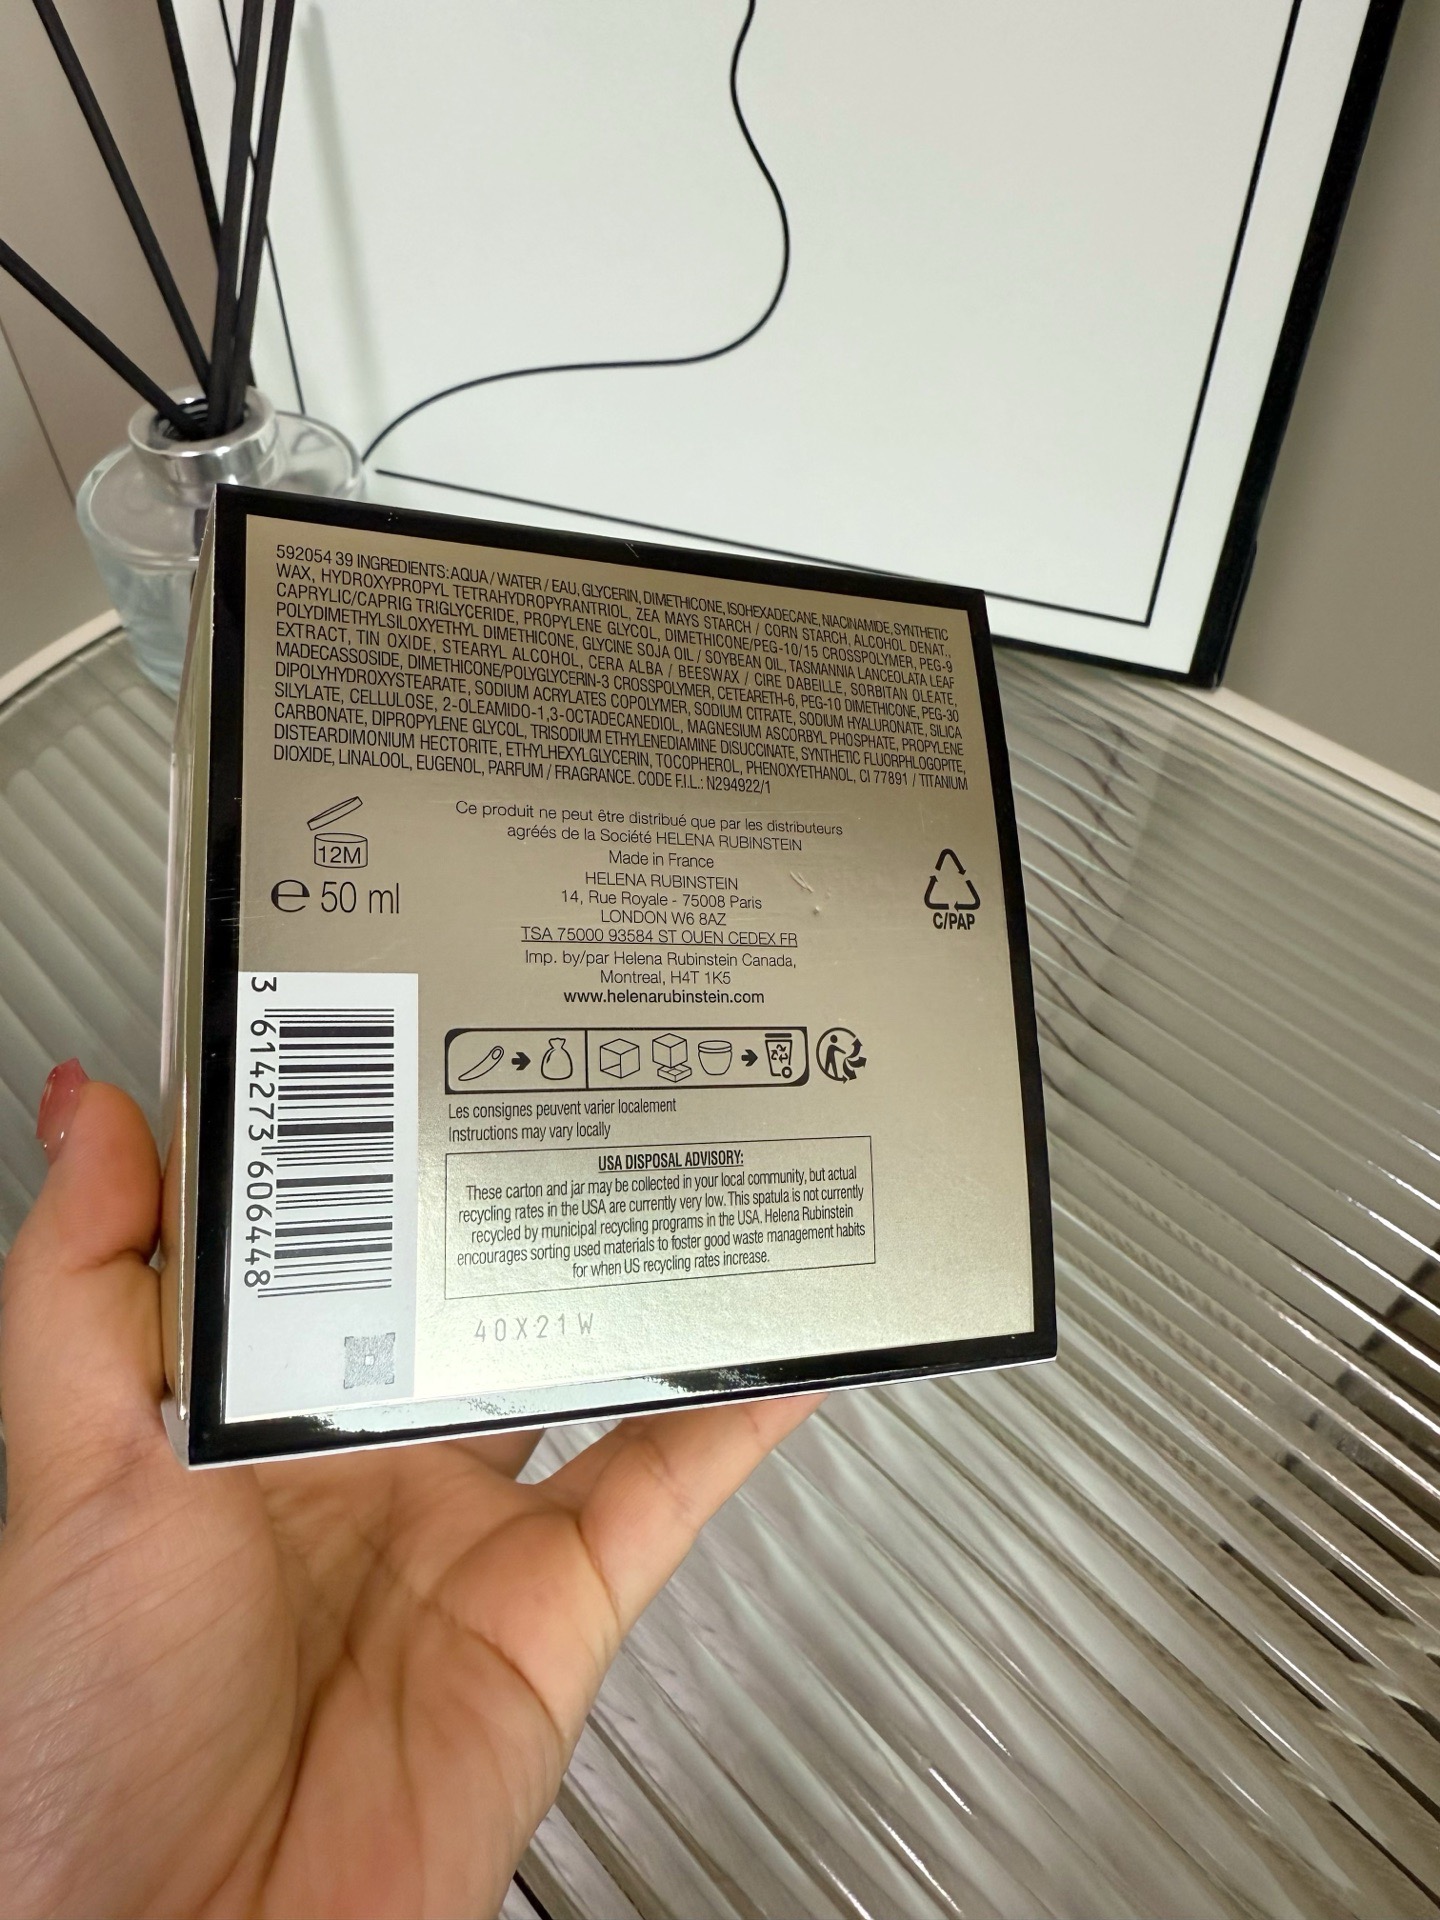 592054 39 INGREDIENTS: AQUA / WATER / EAU, GLYCERIN, DIMETHICONE, ISOHEXADECANE, NIACINAMIDE, SYNTHETIC
WAX, HYDROXYPROPYL TETRAHYDROPYRANTRIOL, ZEA MAYS STARCH / CORN STARCH, ALCOHOL DENAT.,
CAPRYLIC/CAPRIG TRIGLYCERIDE, PROPYLENE GLYCOL, DIMETHICONE/PEG-10/15 CROSSPOLYMER, PEG-9
POLYDIMETHYLSILOXYETHYL DIMETHICONE, GLYCINE SOJA OIL / SOYBEAN OIL, TASMANNIA LANCEOLATA LEAF
EXTRACT, TIN OXIDE, STEARYL ALCOHOL, CERA ALBA / BEESWAX / CIRE DABEILLE, SORBITAN OLEATE,
MADECASSOSIDE, DIMETHICONE/POLYGLYCERIN-3 CROSSPOLYMER, CETEARETH-6, PEG-10 DIMETHICONE, PEG-30
DIPOLYHYDROXYSTEARATE, SODIUM ACRYLATES COPOLYMER, SODIUM CITRATE, SODIUM HYALURONATE, SILICA
SILYLATE, CELLULOSE, 2-OLEAMIDO-1,3-OCTADECANEDIOL, MAGNESIUM ASCORBYL PHOSPHATE, PROPYLENE
CARBONATE, DIPROPYLENE GLYCOL, TRISODIUM ETHYLENEDIAMINE DISUCCINATE, SYNTHETIC FLUORPHLOGOPITE,
DISTEARDIMONIUM HECTORITE, ETHYLHEXYLGLYCERIN, TOCOPHEROL, PHENOXYETHANOL, CI 77891 / TITANIUM
DIOXIDE, LINALOOL, EUGENOL, PARFUM / FRAGRANCE. CODE F.I.L.: N294922/1
12M
e 50 ml
Ce produit ne peut être distribué que par les distributeurs
agréés de la Société HELENA RUBINSTEIN
Made in France
HELENA RUBINSTEIN
14, Rue Royale - 75008 Paris
LONDON W6 8AZ
TSA 75000 93584 ST OUEN CEDEX FR
Imp. by/par Helena Rubinstein Canada,
Montreal, H4T 1K5
www.helenarubinstein.com
C/PAP
3 614273 606448
Les consignes peuvent varier localement
Instructions may vary locally
USA DISPOSAL ADVISORY:
These carton and jar may be collected in your local community, but actual
recycling rates in the USA are currently very low. This spatula is not currently
recycled by municipal recycling programs in the USA. Helena Rubinstein
encourages sorting used materials to foster good waste management habits
for when US recycling rates increase.
40X21W